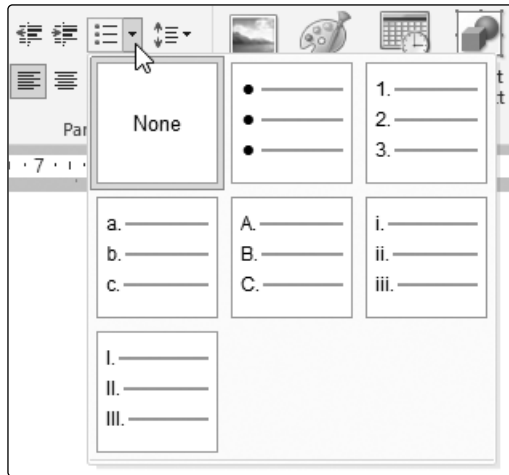 t
t
Par
· 7 · ı ·
None
1.
2.
3.
a.
b.
c.
A.
B.
C.
i.
ii.
iii.
I.
II.
III.